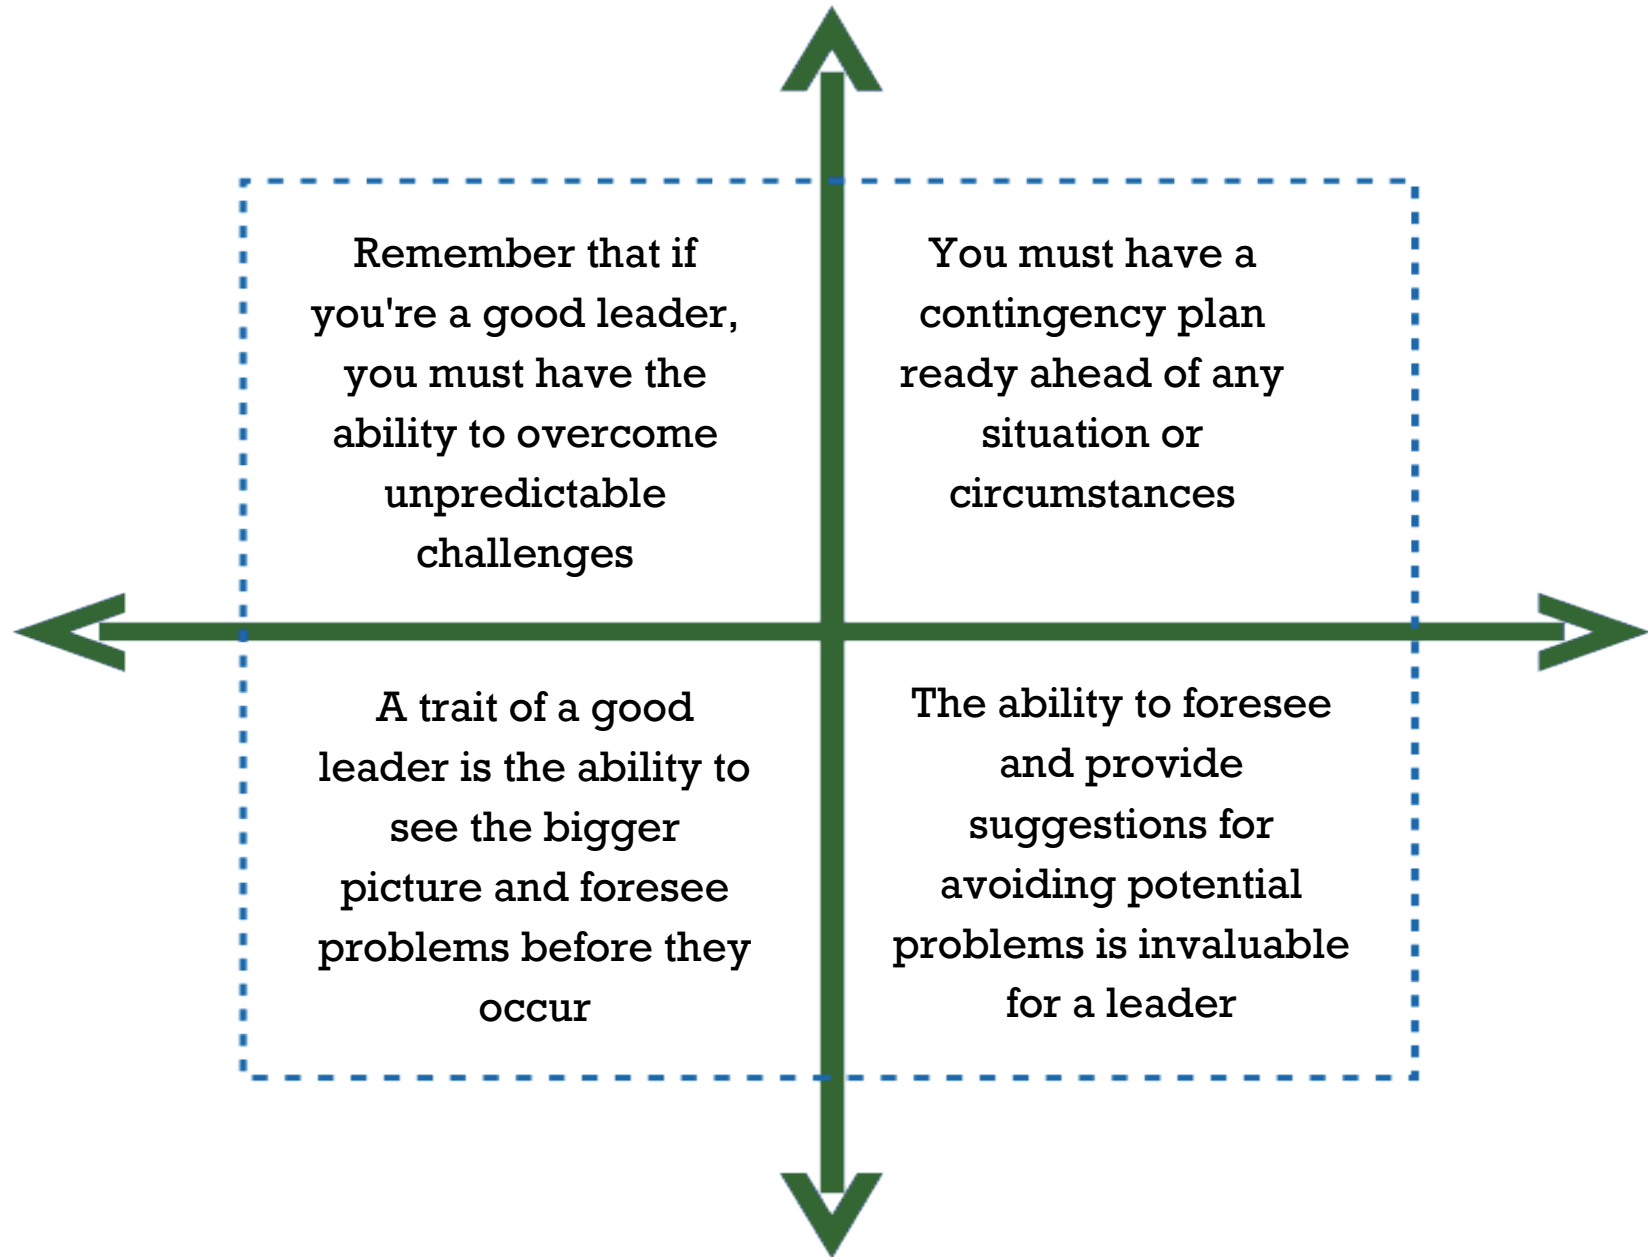 Remember that if
you're a good leader,
you must have the
ability to overcome
unpredictable
challenges
You must have a
contingency plan
ready ahead of any
situation or
circumstances
A trait of a good
leader is the ability to
see the bigger
picture and foresee
problems before they
occur
The ability to foresee
and provide
suggestions for
avoiding potential
problems is invaluable
for a leader